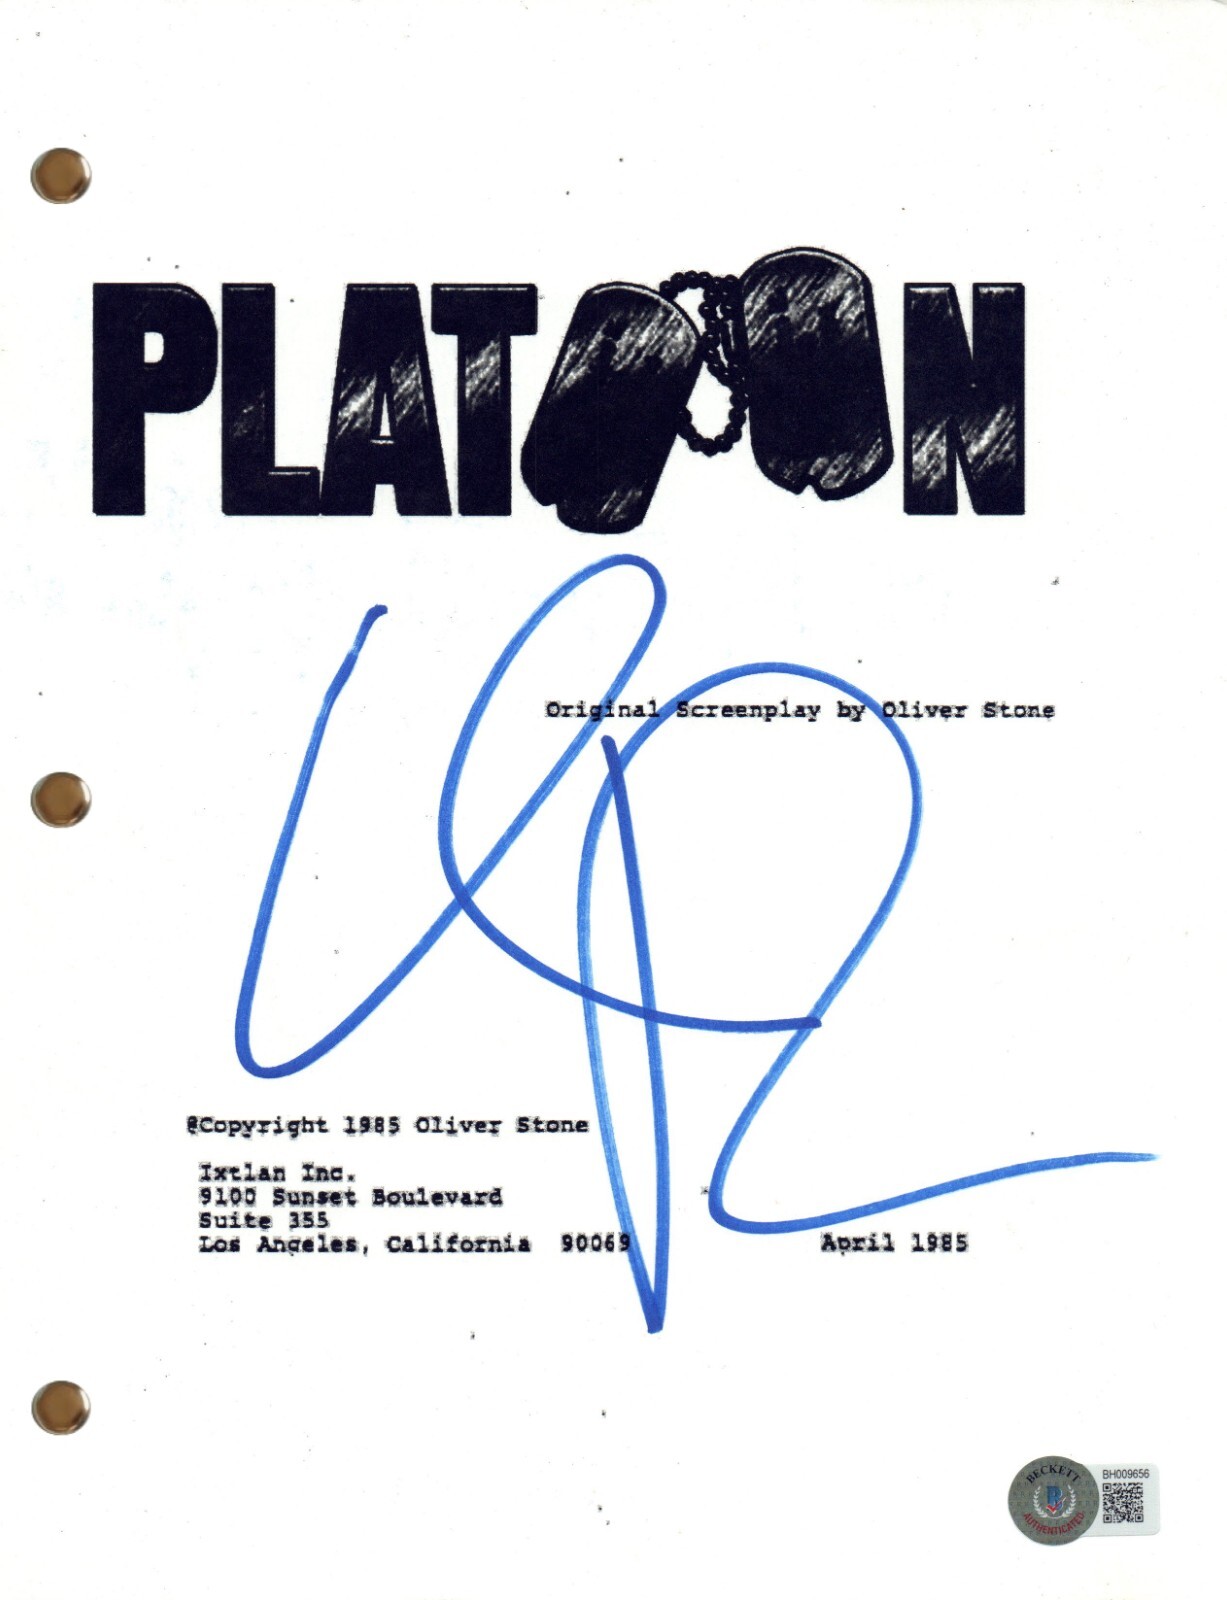 PLATOON
Original Screenplay by Oliver Stone
©Copyright 1985 Oliver Stone
Ixtlan Inc.
9100 Sunset Boulevard
Suite 355
Los Angeles, California 90069
April 1985
BECKETT
AUTHENTICATED
BH009656